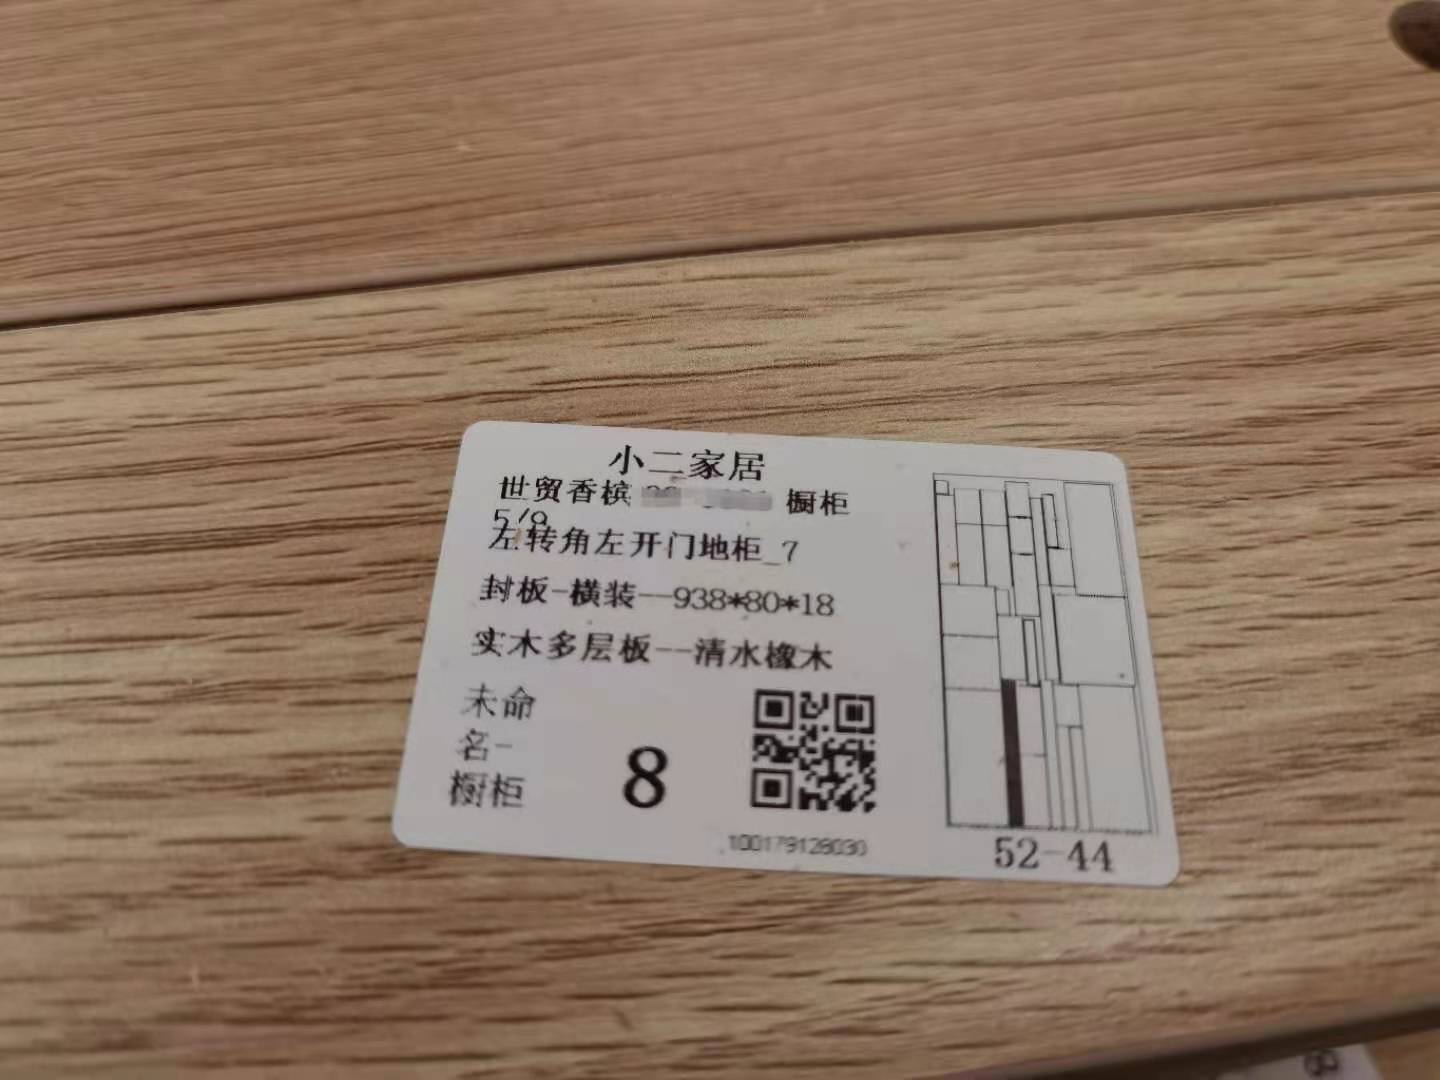 小二家居
世贸香槟 橱柜
5/9
左转角左开门地柜_7
封板-横装--938*80*18
实木多层板--清水橡木
未命
名-
橱柜
8
100179128030
52-44